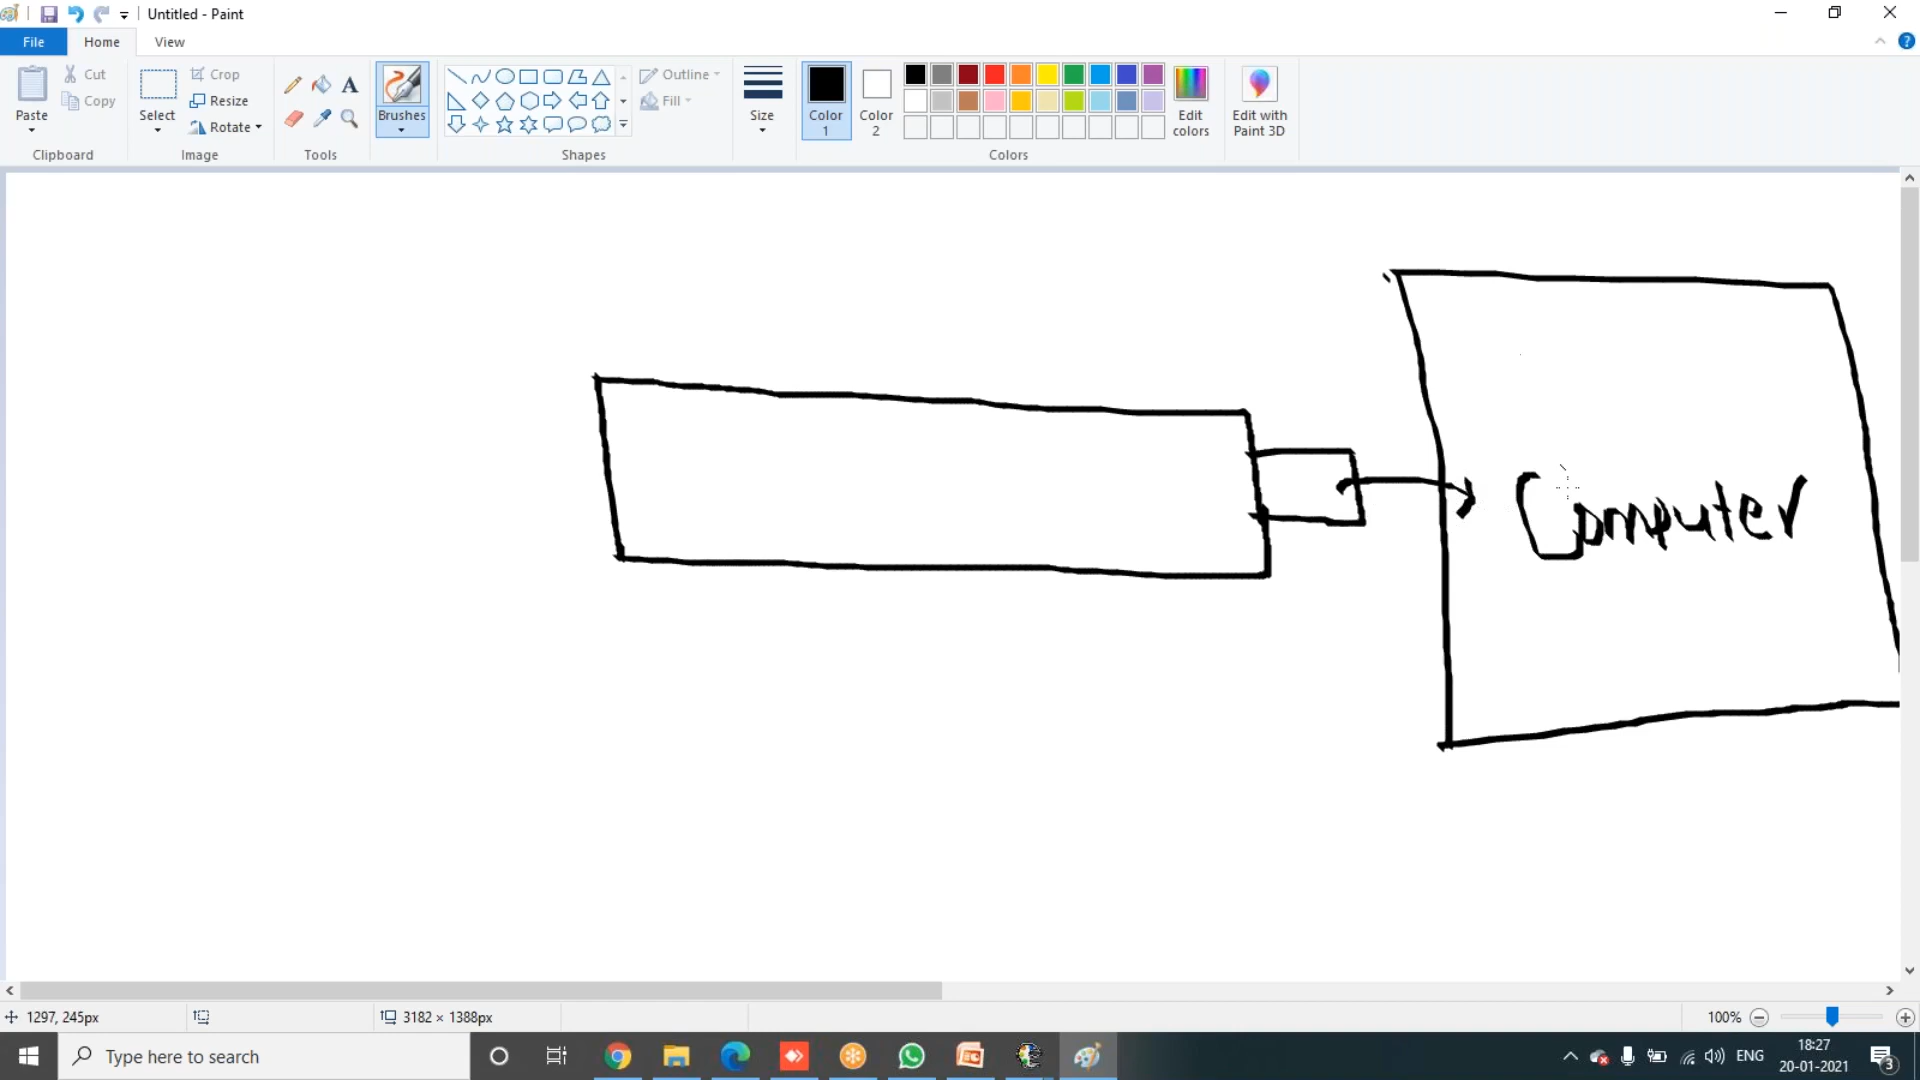 Untitled - Paint
File
Home
View
Paste
Cut
Copy
Clipboard
Select
Crop
Resize
Rotate
Image
A
Tools
Brushes
Outline
Fill
Shapes
Size
Color
1
Color
2
Edit
colors
Colors
Edit with
Paint 3D
Computer
1297, 245px
3182 × 1388px
100%
Type here to search
ENG
18:27
20-01-2021
3